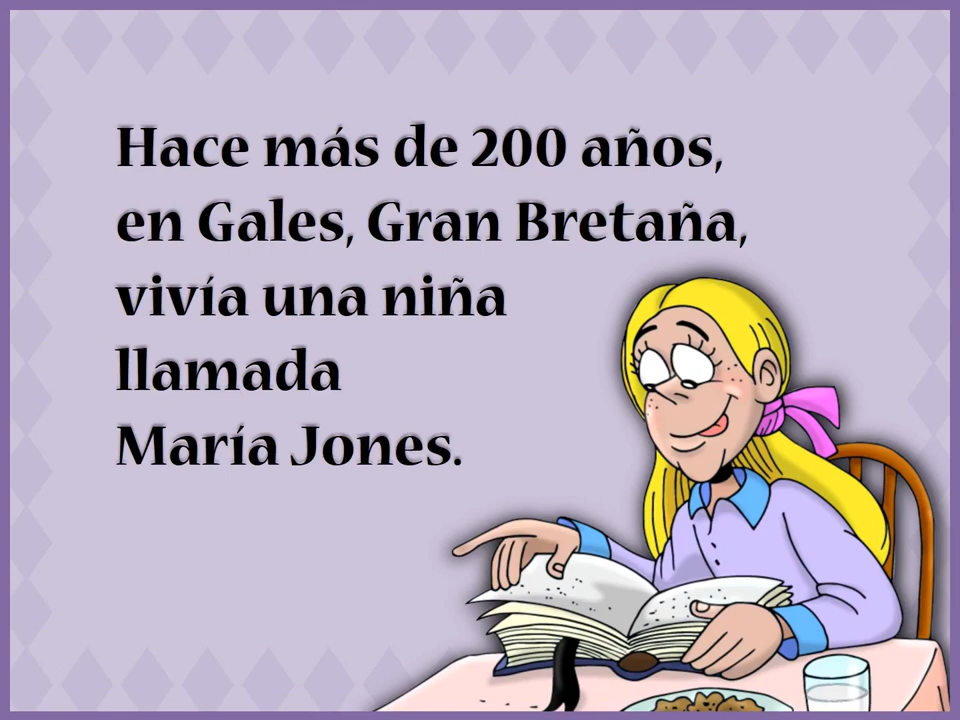 Hace más de 200 años,
en Gales, Gran Bretaña,
vivía una niña
llamada
María Jones.